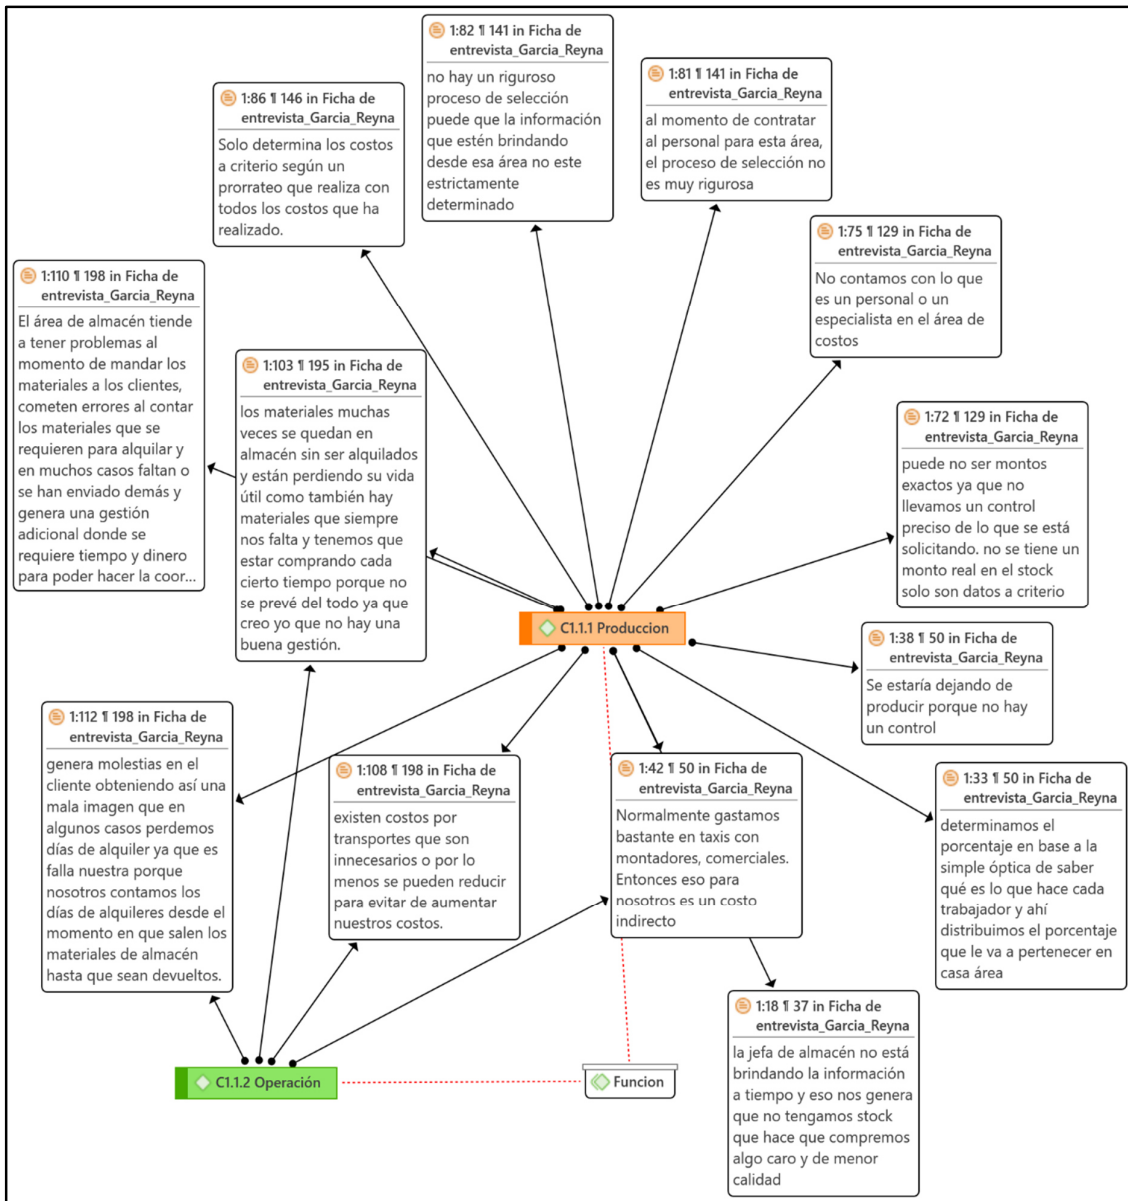 1:82 ¶ 141 in Ficha de
entrevista_Garcia_Reyna
no hay un riguroso
proceso de selección
puede que la información
que estén brindando
desde esa área no este
estrictamente
determinado
1:81 ¶ 141 in Ficha de
entrevista_Garcia_Reyna
al momento de contratar
al personal para esta área,
el proceso de selección no
es muy rigurosa
1:86 ¶ 146 in Ficha de
entrevista_Garcia_Reyna
Solo determina los costos
a criterio según un
prorrateo que realiza con
todos los costos que ha
realizado.
1:75 ¶ 129 in Ficha de
entrevista_Garcia_Reyna
No contamos con lo que
es un personal o un
especialista en el área de
costos
1:110 ¶ 198 in Ficha de
entrevista_Garcia_Reyna
El área de almacén tiende
a tener problemas al
momento de mandar los
materiales a los clientes,
cometen errores al contar
los materiales que se
requieren para alquilar y
en muchos casos faltan o
se han enviado demás y
genera una gestión
adicional donde se
requiere tiempo y dinero
para poder hacer la coor...
1:103 ¶ 195 in Ficha de
entrevista_Garcia_Reyna
los materiales muchas
veces se quedan en
almacén sin ser alquilados
y están perdiendo su vida
útil como también hay
materiales que siempre
nos falta y tenemos que
estar comprando cada
cierto tiempo porque no
se prevé del todo ya que
creo yo que no hay una
buena gestión.
1:72 ¶ 129 in Ficha de
entrevista_Garcia_Reyna
puede no ser montos
exactos ya que no
llevamos un control
preciso de lo que se está
solicitando. no se tiene un
monto real en el stock
solo son datos a criterio
C1.1.1 Produccion
1:38 ¶ 50 in Ficha de
entrevista_Garcia_Reyna
Se estaría dejando de
producir porque no hay
un control
1:112 ¶ 198 in Ficha de
entrevista_Garcia_Reyna
genera molestias en el
cliente obteniendo así una
mala imagen que en
algunos casos perdemos
días de alquiler ya que es
falla nuestra porque
nosotros contamos los
días de alquileres desde el
momento en que salen los
materiales de almacén
hasta que sean devueltos.
1:108 ¶ 198 in Ficha de
entrevista_Garcia_Reyna
existen costos por
transportes que son
innecesarios o por lo
menos se pueden reducir
para evitar de aumentar
nuestros costos.
1:42 ¶ 50 in Ficha de
entrevista_Garcia_Reyna
Normalmente gastamos
bastante en taxis con
montadores, comerciales.
Entonces eso para
nosotros es un costo
indirecto
1:33 ¶ 50 in Ficha de
entrevista_Garcia_Reyna
determinamos el
porcentaje en base a la
simple óptica de saber
qué es lo que hace cada
trabajador y ahí
distribuimos el porcentaje
que le va a pertenecer en
casa área
C1.1.2 Operación
Funcion
1:18 ¶ 37 in Ficha de
entrevista_Garcia_Reyna
la jefa de almacén no está
brindando la información
a tiempo y eso nos genera
que no tengamos stock
que hace que compremos
algo caro y de menor
calidad